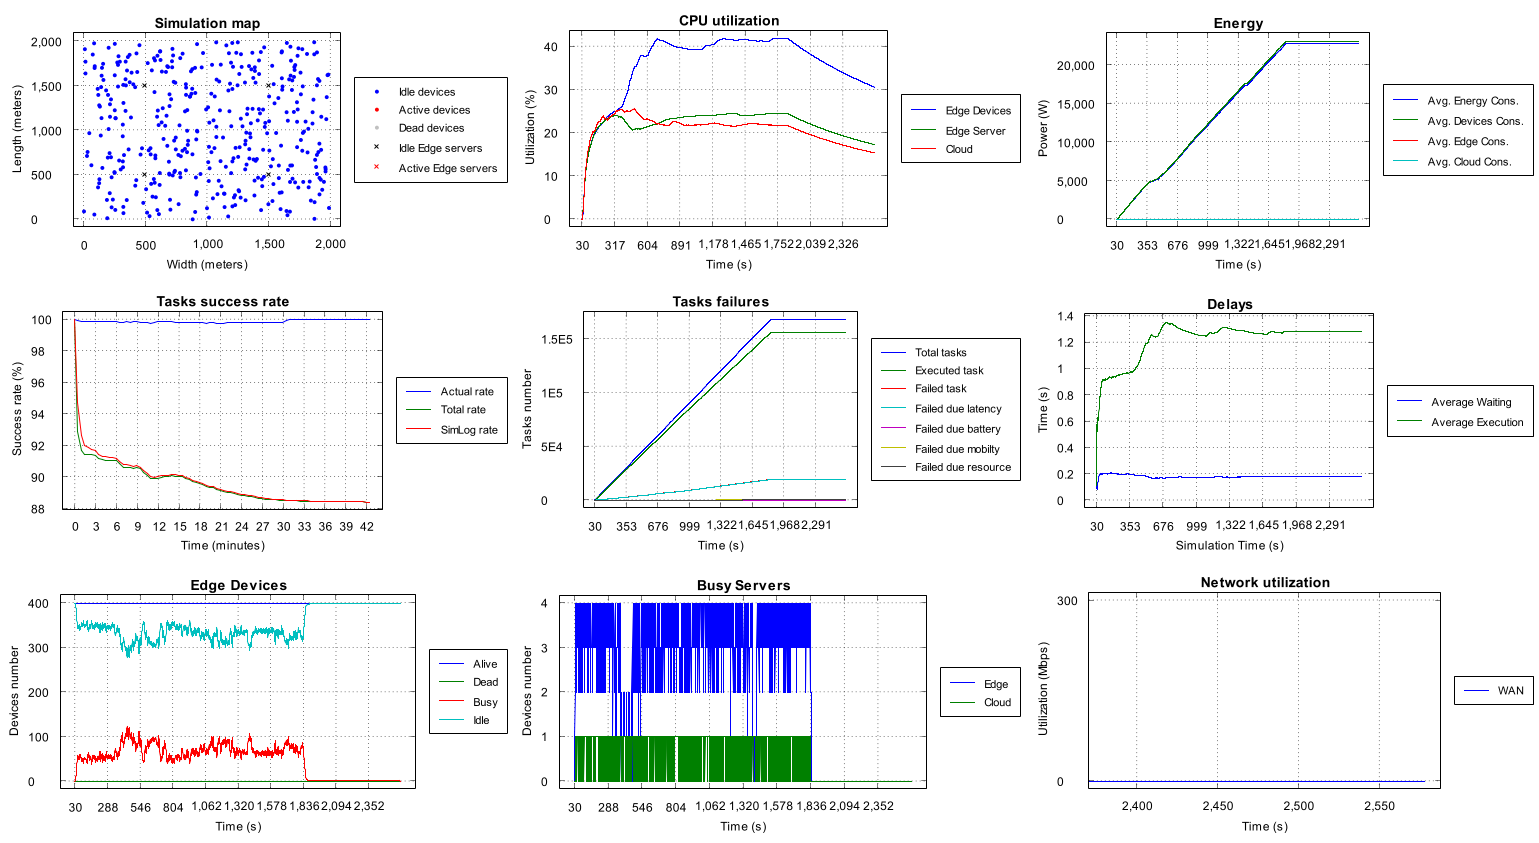 Simulation map
Length (meters)
2,000
1,500
1,000
500
0
0 500 1,000 1,500 2,000
Width (meters)
Idle devices
Active devices
Dead devices
Idle Edge servers
Active Edge servers
CPU utilization
Utilization (%)
40
30
20
10
0
30 317 604 891 1,178 1,465 1,752 2,039 2,326
Time (s)
Edge Devices
Edge Server
Cloud
Energy
Power (W)
20,000
15,000
10,000
5,000
0
30 353 676 999 1,322 1,645 1,968 2,291
Time (s)
Avg. Energy Cons.
Avg. Devices Cons.
Avg. Edge Cons.
Avg. Cloud Cons.
Tasks success rate
Success rate (%)
100
98
96
94
92
90
88
0 3 6 9 12 15 18 21 24 27 30 33 36 39 42
Time (minutes)
Actual rate
Total rate
SimLog rate
Tasks failures
Tasks number
1.5E5
1E5
5E4
0
30 353 676 999 1,322 1,645 1,968 2,291
Time (s)
Total tasks
Executed task
Failed task
Failed due latency
Failed due battery
Failed due mobilty
Failed due resource
Delays
Time (s)
1.4
1.2
1
0.8
0.6
0.4
0.2
0
30 353 676 999 1,322 1,645 1,968 2,291
Simulation Time (s)
Average Waiting
Average Execution
Edge Devices
Devices number
400
300
200
100
0
30 288 546 804 1,062 1,320 1,578 1,836 2,094 2,352
Time (s)
Alive
Dead
Busy
Idle
Busy Servers
Devices number
4
3
2
1
0
30 288 546 804 1,062 1,320 1,578 1,836 2,094 2,352
Time (s)
Edge
Cloud
Network utilization
Utilization (Mbps)
300
0
2,400 2,450 2,500 2,550
Time (s)
WAN